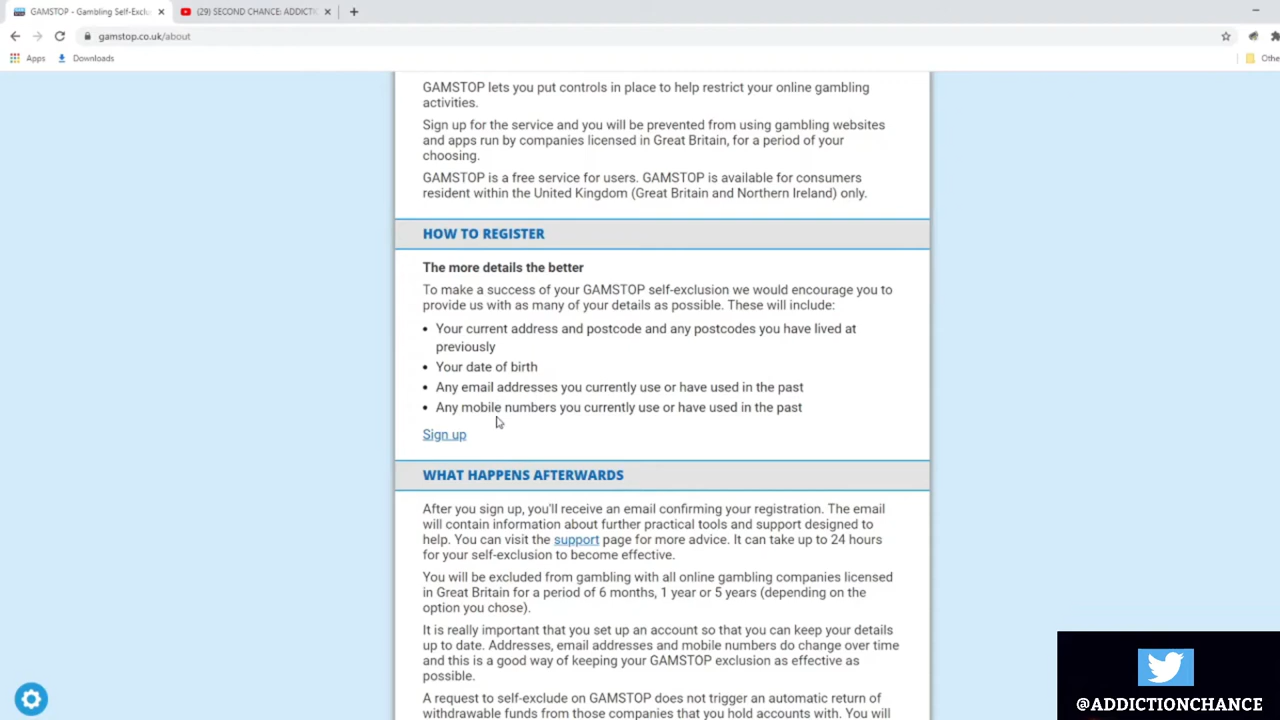 GAMSTOP - Gambling Self-Exclu
(29) SECOND CHANCE: ADDICTI
gamstop.co.uk/about
Apps
Downloads
Othe
GAMSTOP lets you put controls in place to help restrict your online gambling
activities.
Sign up for the service and you will be prevented from using gambling websites
and apps run by companies licensed in Great Britain, for a period of your
choosing.
GAMSTOP is a free service for users. GAMSTOP is available for consumers
resident within the United Kingdom (Great Britain and Northern Ireland) only.
HOW TO REGISTER
The more details the better
To make a success of your GAMSTOP self-exclusion we would encourage you to
provide us with as many of your details as possible. These will include:
• Your current address and postcode and any postcodes you have lived at
previously
• Your date of birth
• Any email addresses you currently use or have used in the past
• Any mobile numbers you currently use or have used in the past
Sign up
WHAT HAPPENS AFTERWARDS
After you sign up, you'll receive an email confirming your registration. The email
will contain information about further practical tools and support designed to
help. You can visit the support page for more advice. It can take up to 24 hours
for your self-exclusion to become effective.
You will be excluded from gambling with all online gambling companies licensed
in Great Britain for a period of 6 months, 1 year or 5 years (depending on the
option you chose).
It is really important that you set up an account so that you can keep your details
up to date. Addresses, email addresses and mobile numbers do change over time
and this is a good way of keeping your GAMSTOP exclusion as effective as
possible.
A request to self-exclude on GAMSTOP does not trigger an automatic return of
withdrawable funds from those companies that you hold accounts with. You will
@ADDICTIONCHANCE